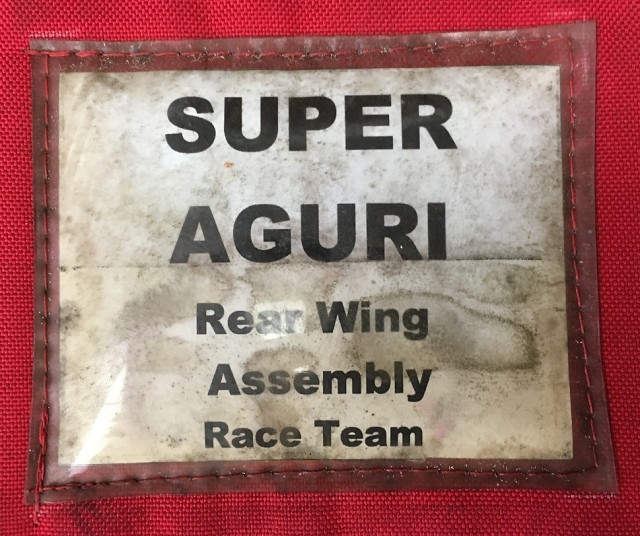 SUPER
AGURI
Rear Wing
Assembly
Race Team